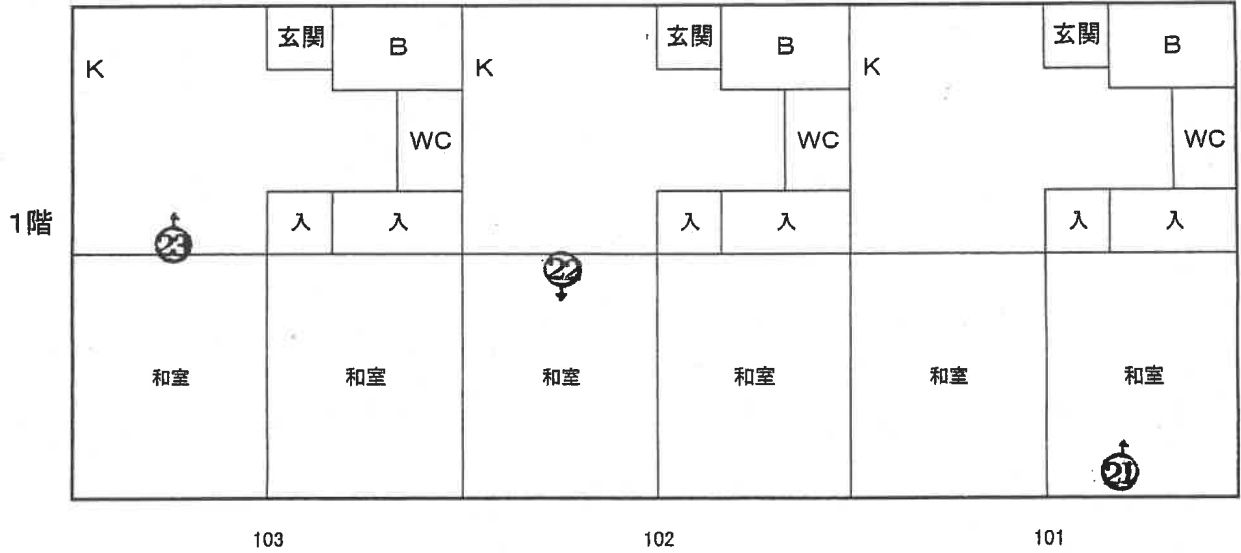 玄関 B 玄関 B 玄関 B
K K K
WC WC WC
1階 入 入 入 入 入 入
23
22
和室 和室 和室 和室 和室 和室
21
103 102 101